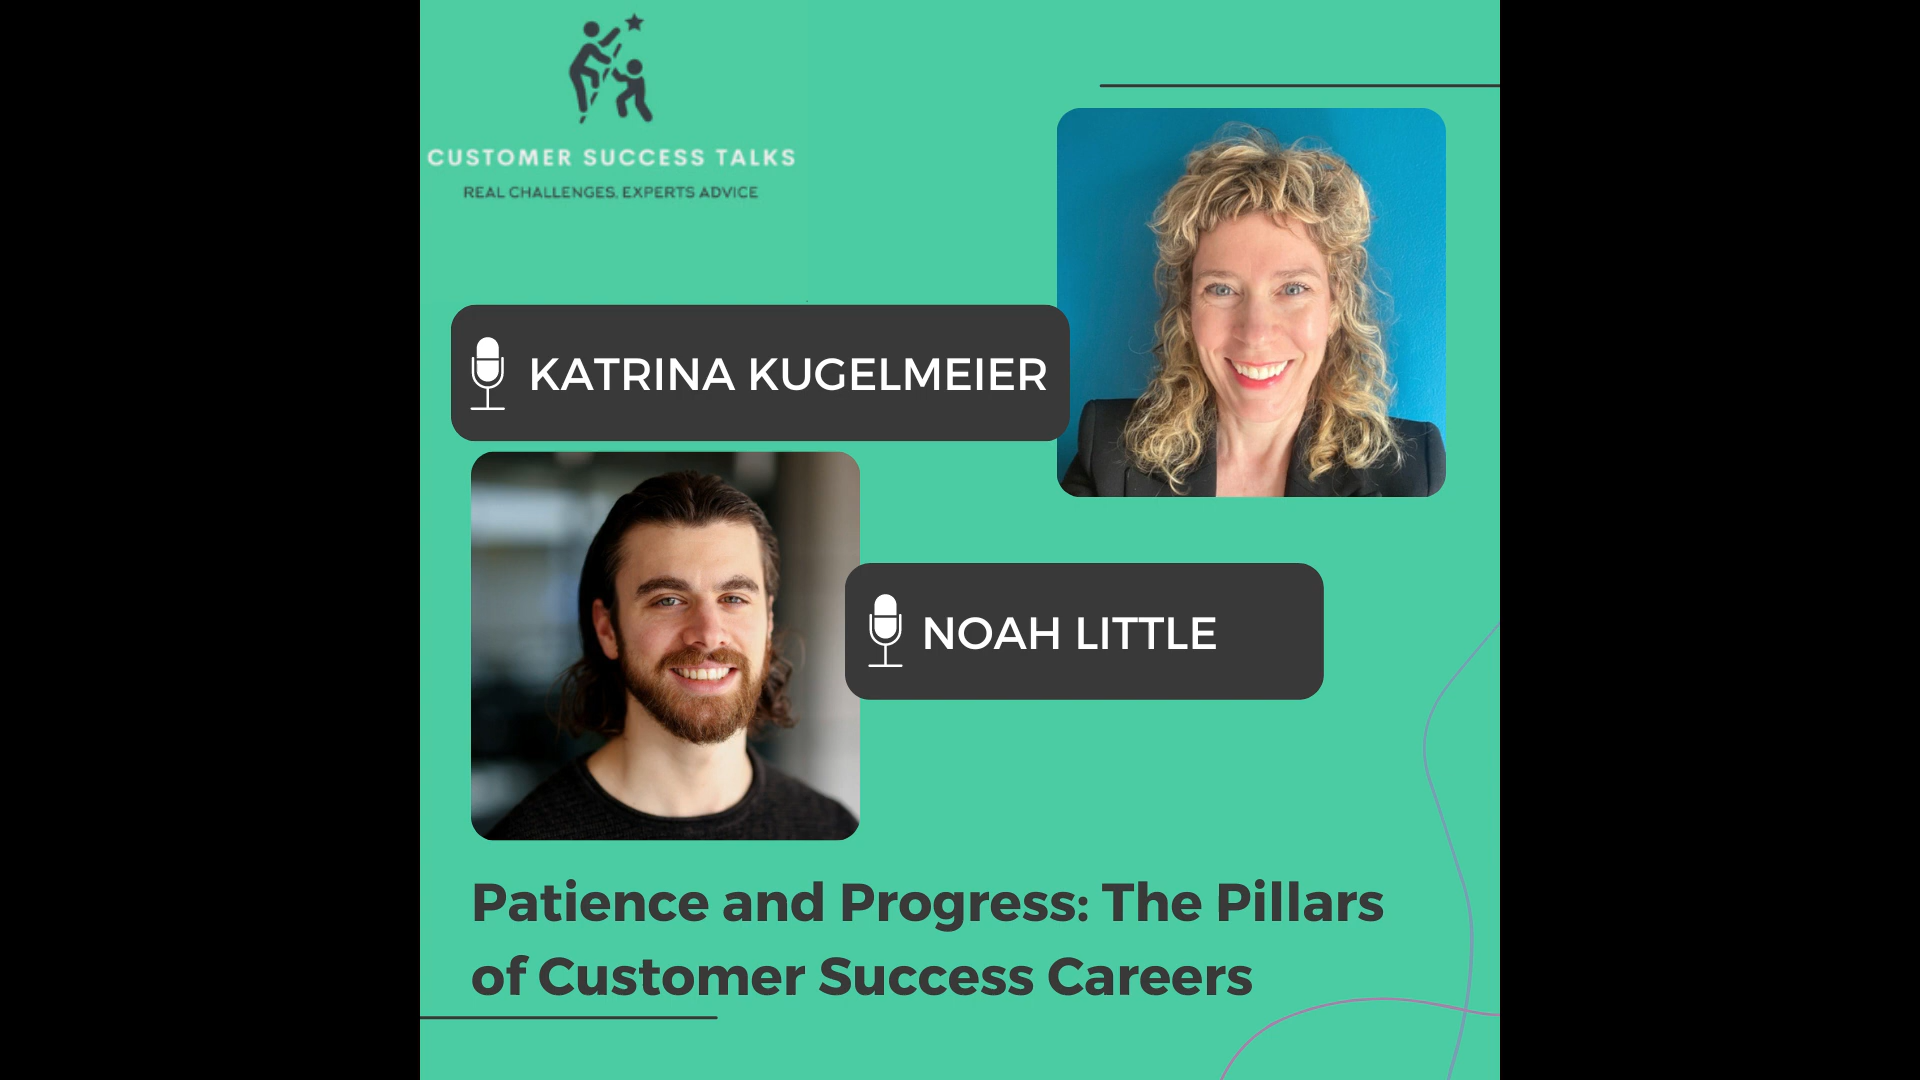 CUSTOMER SUCCESS TALKS
REAL CHALLENGES, EXPERTS ADVICE
KATRINA KUGELMEIER
NOAH LITTLE
Patience and Progress: The Pillars
of Customer Success Careers